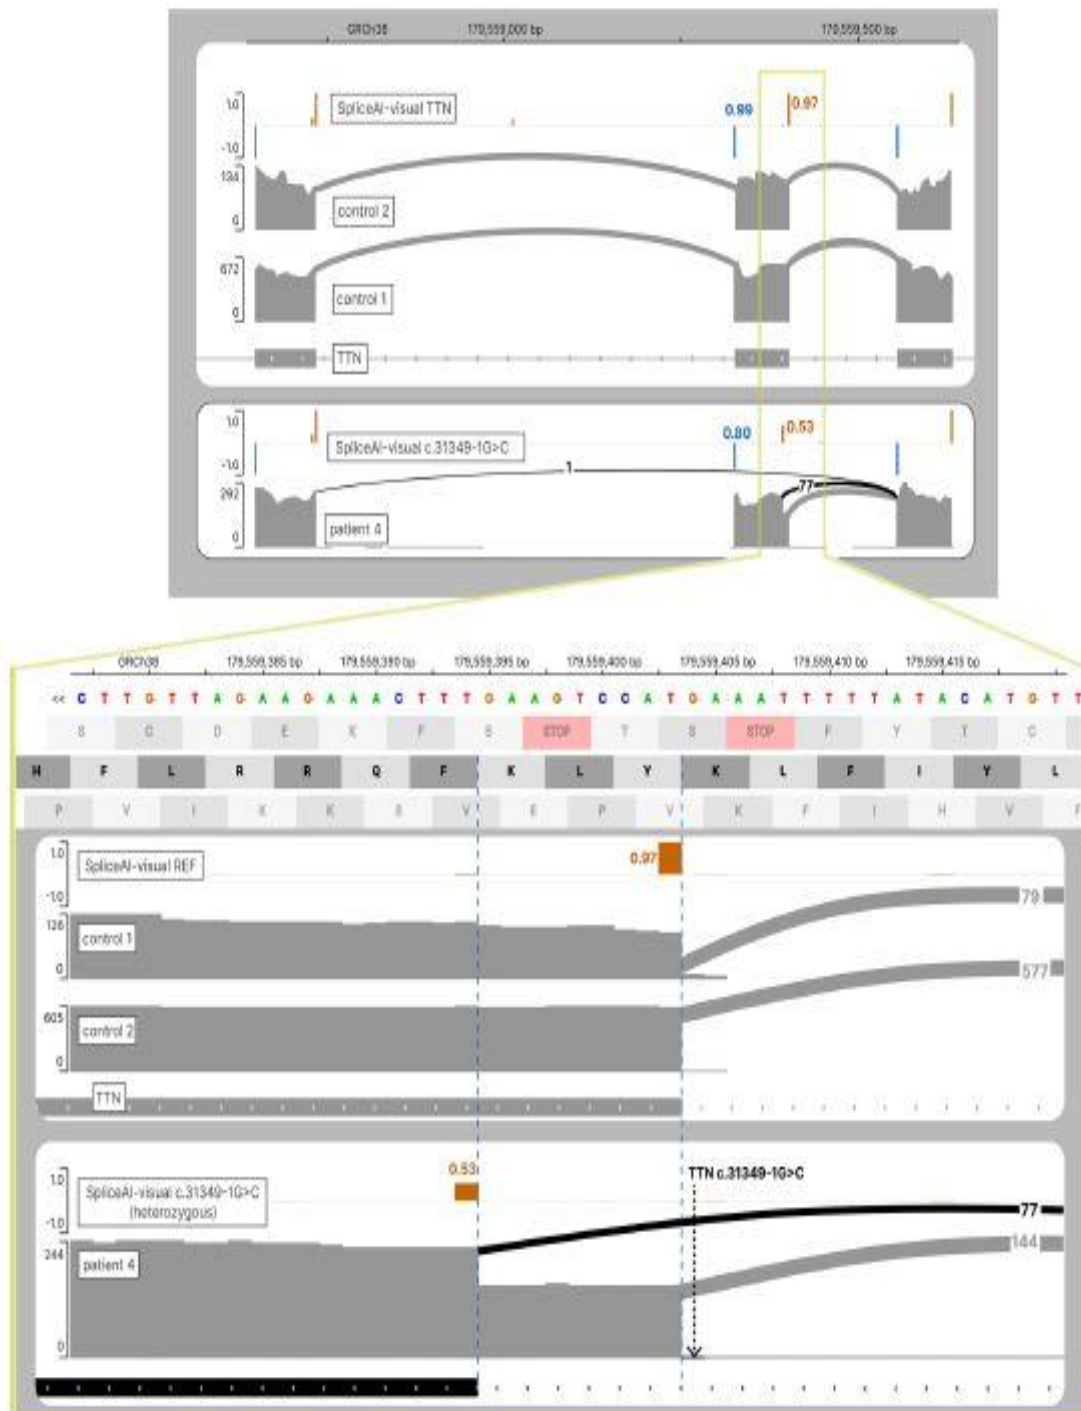 GRCh38 179,559,000 bp 179,559,500 bp
1.0
-1.0
SpliceAI-visual TTN
0.99
0.97
134
0
control 2
672
0
control 1
TTN
1.0
-1.0
SpliceAI-visual c.31349-1G>C
0.80
0.53
1
77
292
0
patient 4
GRCh38 179,559,385 bp 179,559,390 bp 179,559,395 bp 179,559,400 bp 179,559,405 bp 179,559,410 bp 179,559,415 bp
<< C T T G T T A G A A G A A A C T T T G A A G T C C A T G A A A T T T T A T A C A T G T T
S C D E K F S STOP T S STOP F Y T C
H F L R R Q F K L Y K L F I Y L
P V I K K S V E P V K F I H V F
1.0
-1.0
SpliceAI-visual REF
0.97
126
0
control 1
79
605
0
control 2
577
TTN
1.0
-1.0
SpliceAI-visual c.31349-1G>C
(heterozygous)
0.53
TTN c.31349-1G>C
77
244
0
patient 4
144